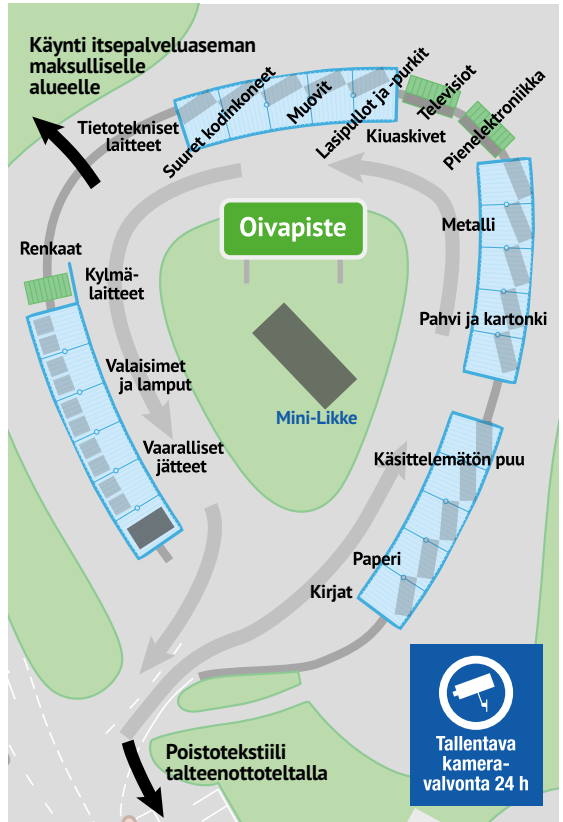 Käynti itsepalveluaseman
maksulliselle
alueelle
Tietotekniset
laitteet
Suuret kodinkoneet
Muovit
Lasipullot ja -purkit
Televisiot
Kiuaskivet
Pienelektroniikka
Oivapiste
Metalli
Renkaat
Kylmä-
laitteet
Pahvi ja kartonki
Valaisimet
ja lamput
Mini-Likke
Vaaralliset
jätteet
Käsittelemätön puu
Paperi
Kirjat
Poistotekstiili
talteenottoteltalla
Tallentava
kamera-
valvonta 24 h